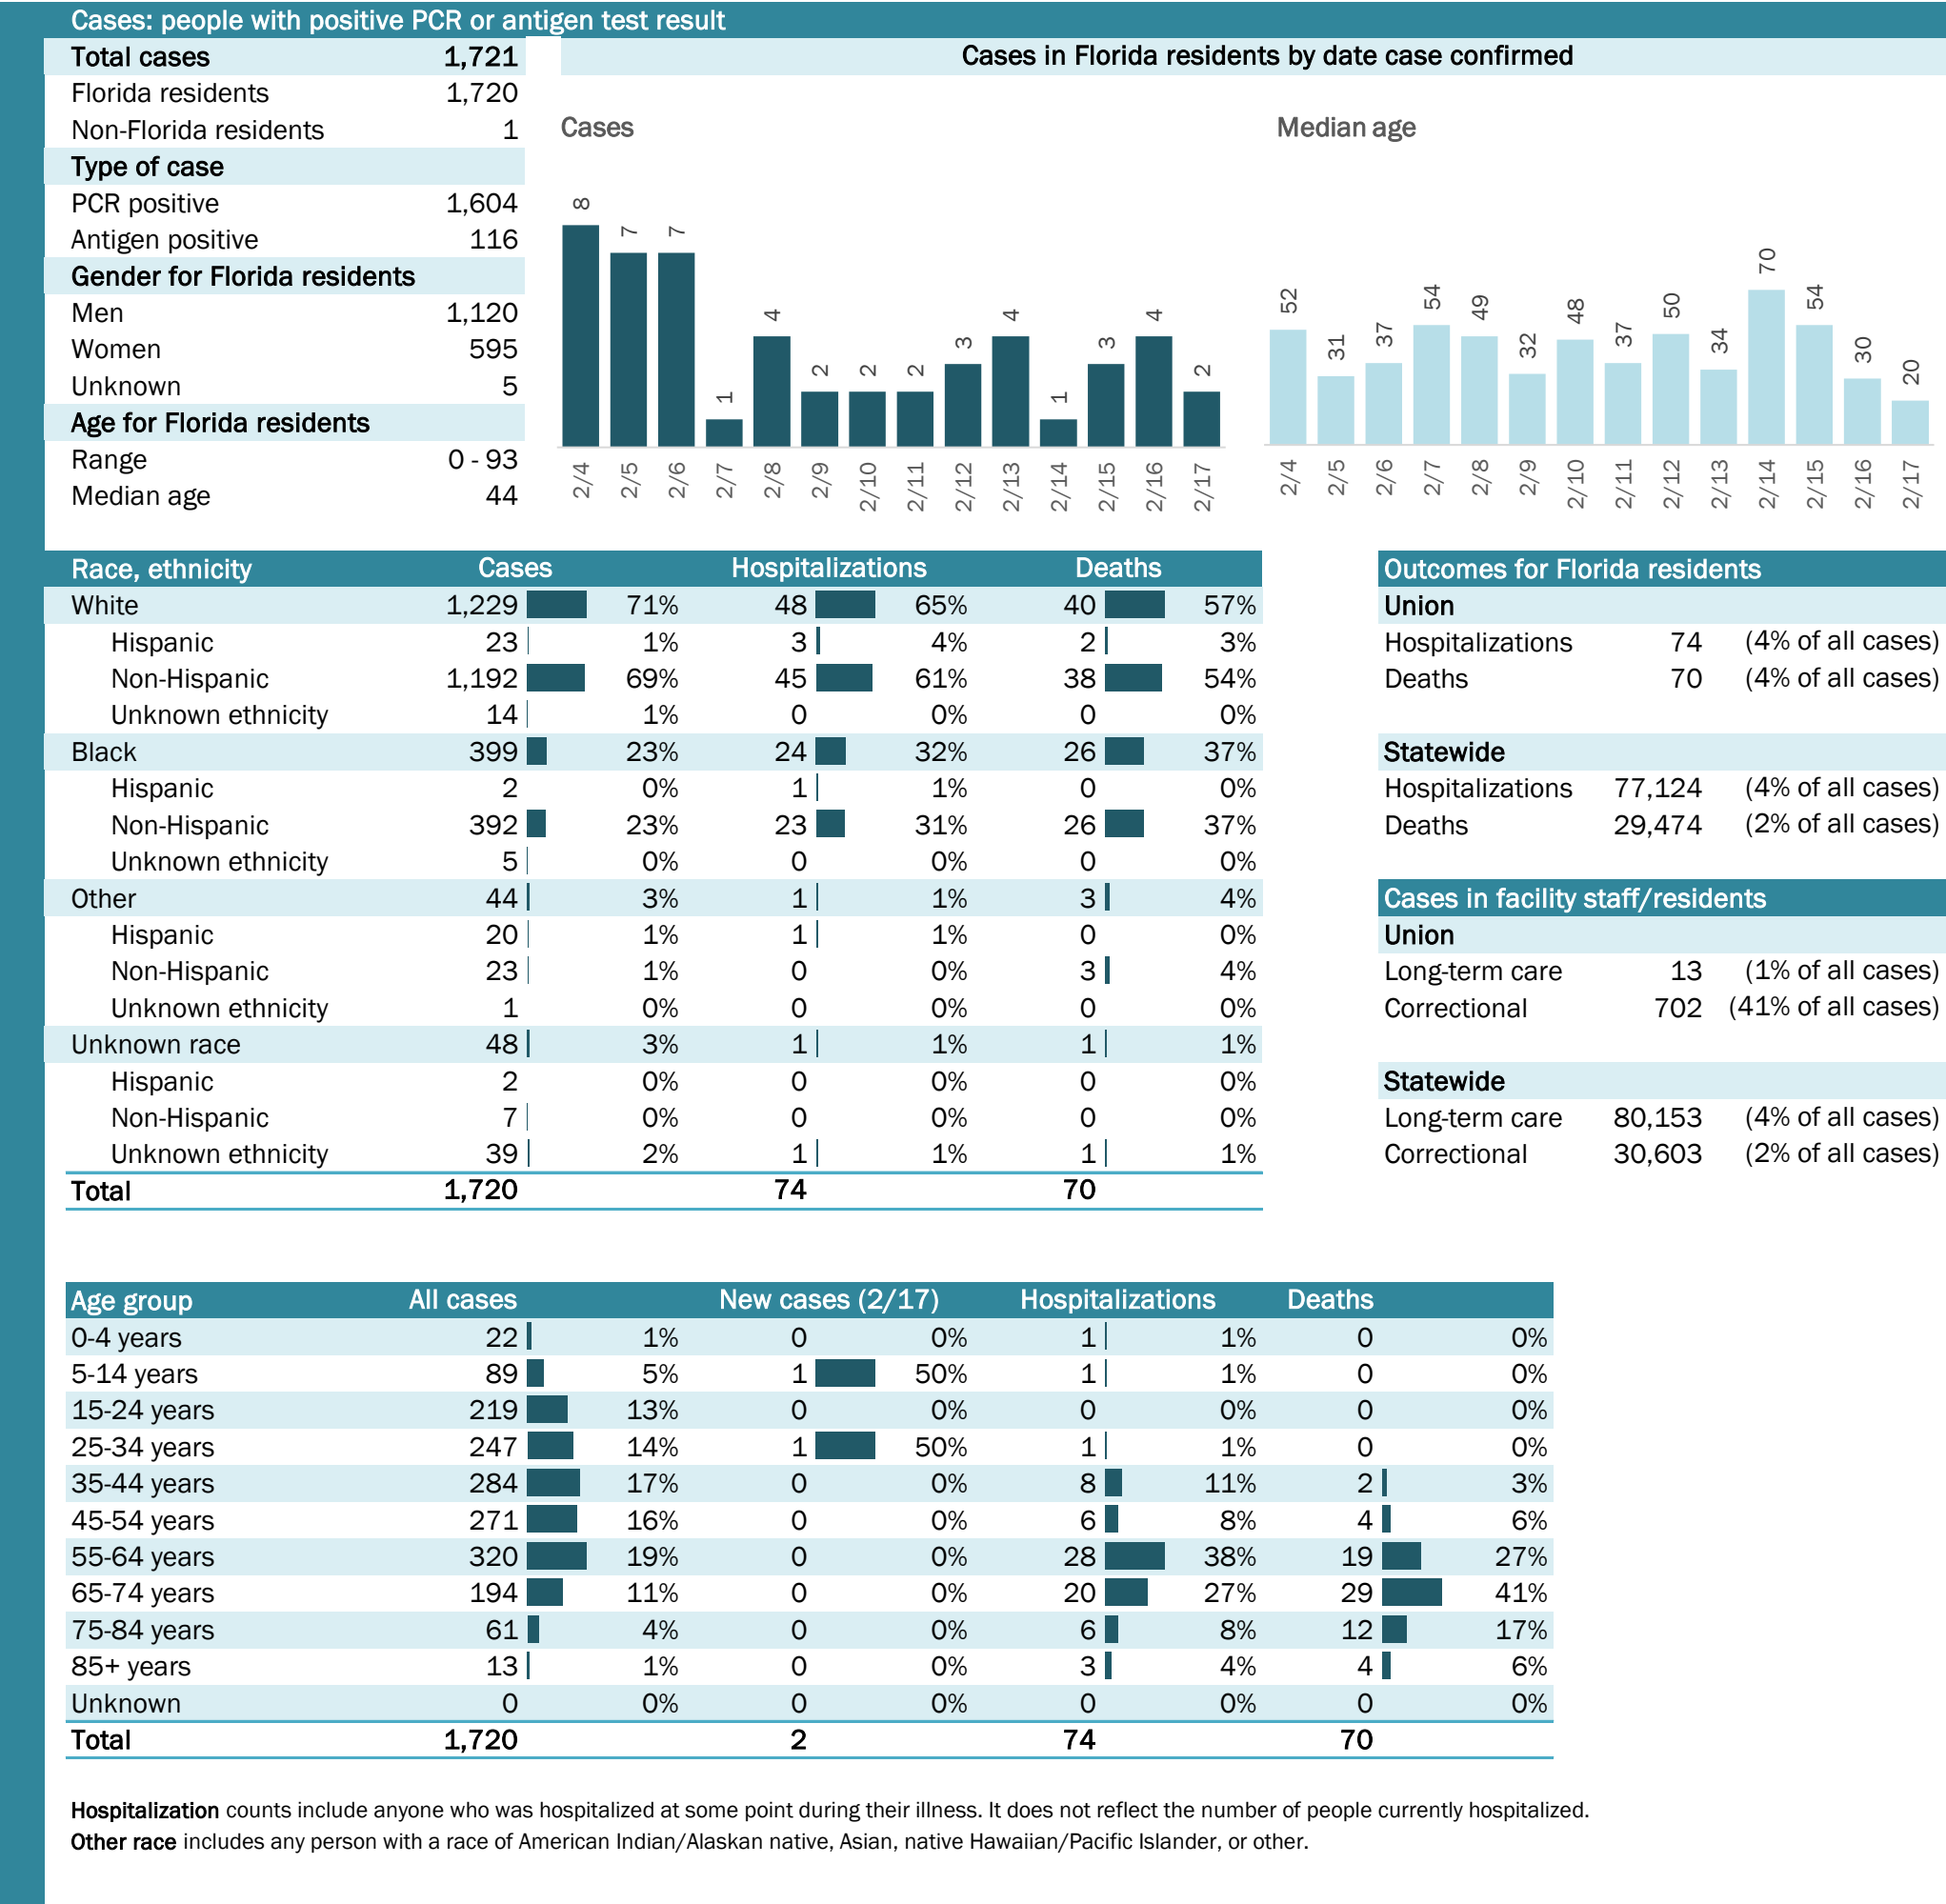 Cases: people with positive PCR or antigen test result
Total cases 1,721
Florida residents 1,720
Non-Florida residents 1
Type of case
PCR positive 1,604
Antigen positive 116
Gender for Florida residents
Men 1,120
Women 595
Unknown 5
Age for Florida residents
Range 0 - 93
Median age 44
Cases in Florida residents by date case confirmed
Cases
8 7 7 1 4 2 2 2 3 4 1 3 4 2
2/4 2/5 2/6 2/7 2/8 2/9 2/10 2/11 2/12 2/13 2/14 2/15 2/16 2/17
Median age
52 31 37 54 49 32 48 37 50 34 70 54 30 20
2/4 2/5 2/6 2/7 2/8 2/9 2/10 2/11 2/12 2/13 2/14 2/15 2/16 2/17
Race, ethnicity Cases Hospitalizations Deaths
White 1,229 71% 48 65% 40 57%
Hispanic 23 1% 3 4% 2 3%
Non-Hispanic 1,192 69% 45 61% 38 54%
Unknown ethnicity 14 1% 0 0% 0 0%
Black 399 23% 24 32% 26 37%
Hispanic 2 0% 1 1% 0 0%
Non-Hispanic 392 23% 23 31% 26 37%
Unknown ethnicity 5 0% 0 0% 0 0%
Other 44 3% 1 1% 3 4%
Hispanic 20 1% 1 1% 0 0%
Non-Hispanic 23 1% 0 0% 3 4%
Unknown ethnicity 1 0% 0 0% 0 0%
Unknown race 48 3% 1 1% 1 1%
Hispanic 2 0% 0 0% 0 0%
Non-Hispanic 7 0% 0 0% 0 0%
Unknown ethnicity 39 2% 1 1% 1 1%
Total 1,720 74 70
Outcomes for Florida residents
Union
Hospitalizations 74 (4% of all cases)
Deaths 70 (4% of all cases)
Statewide
Hospitalizations 77,124 (4% of all cases)
Deaths 29,474 (2% of all cases)
Cases in facility staff/residents
Union
Long-term care 13 (1% of all cases)
Correctional 702 (41% of all cases)
Statewide
Long-term care 80,153 (4% of all cases)
Correctional 30,603 (2% of all cases)
Age group All cases New cases (2/17) Hospitalizations Deaths
0-4 years 22 1% 0 0% 1 1% 0 0%
5-14 years 89 5% 1 50% 1 1% 0 0%
15-24 years 219 13% 0 0% 0 0% 0 0%
25-34 years 247 14% 1 50% 1 1% 0 0%
35-44 years 284 17% 0 0% 8 11% 2 3%
45-54 years 271 16% 0 0% 6 8% 4 6%
55-64 years 320 19% 0 0% 28 38% 19 27%
65-74 years 194 11% 0 0% 20 27% 29 41%
75-84 years 61 4% 0 0% 6 8% 12 17%
85+ years 13 1% 0 0% 3 4% 4 6%
Unknown 0 0% 0 0% 0 0% 0 0%
Total 1,720 2 74 70
Hospitalization counts include anyone who was hospitalized at some point during their illness. It does not reflect the number of people currently hospitalized.
Other race includes any person with a race of American Indian/Alaskan native, Asian, native Hawaiian/Pacific Islander, or other.